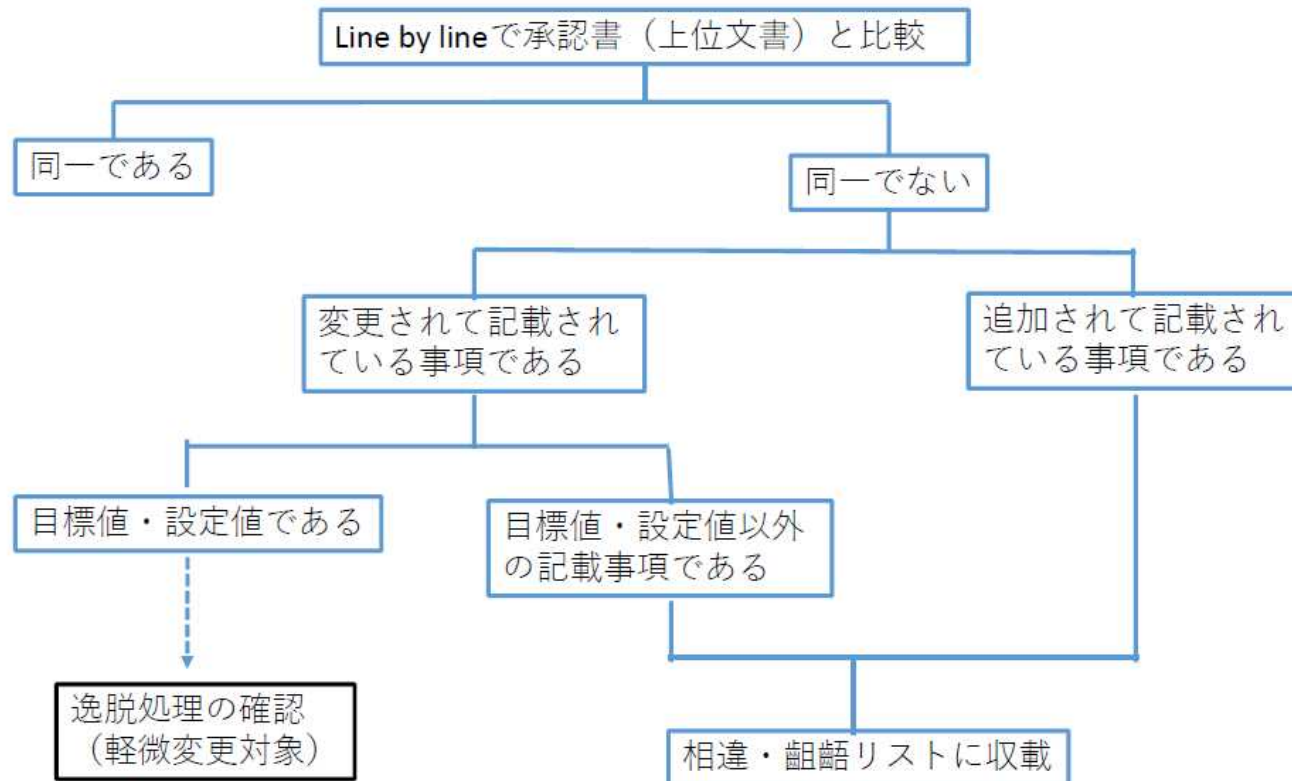 Line by lineで承認書（上位文書）と比較
同一である
同一でない
変更されて記載され
ている事項である
追加されて記載され
ている事項である
目標値・設定値である
目標値・設定値以外
の記載事項である
逸脱処理の確認
（軽微変更対象）
相違・齟齬リストに収載